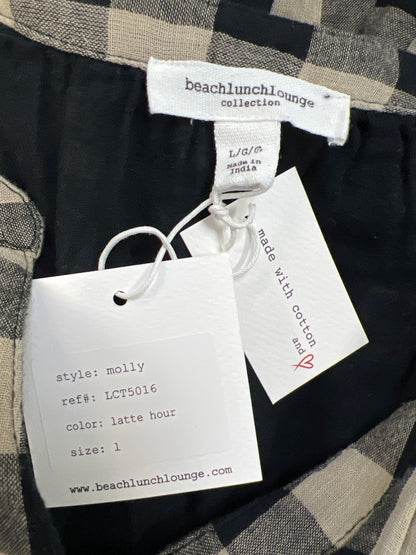 beachlunchlounge
collection
L/G/G
Made in
India
made with cotton
and
style: molly
ref#: LCT5016
color: latte hour
size: l
www.beachlunchlounge.com